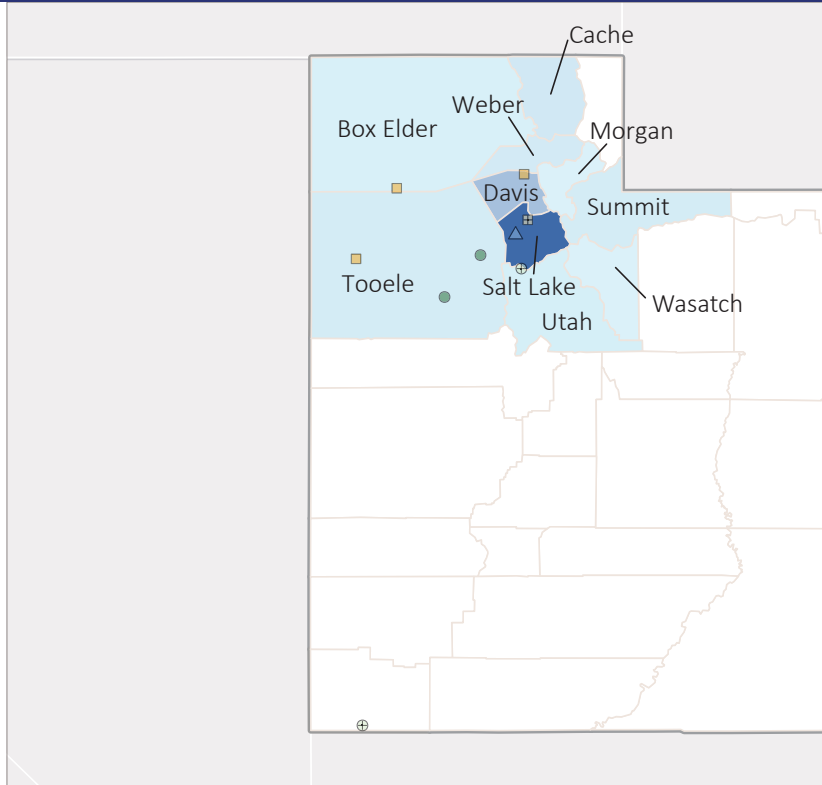 Cache
Weber
Box Elder
Morgan
Davis
Summit
Tooele
Salt Lake
Wasatch
Utah